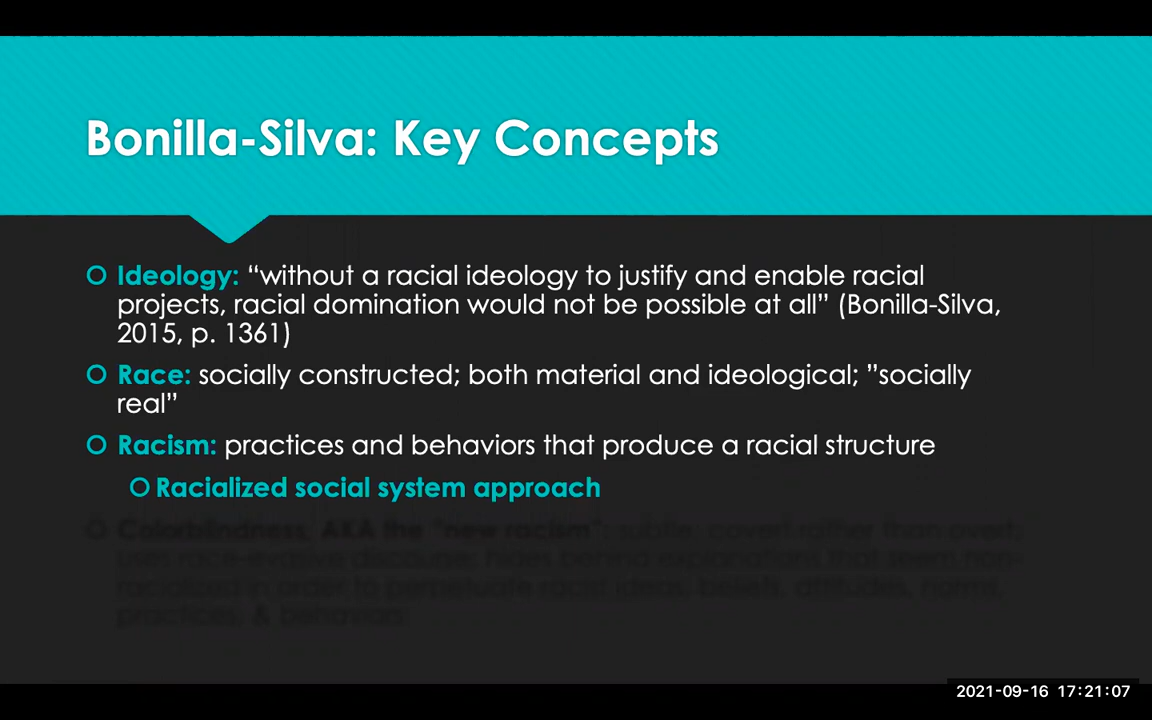 Bonilla-Silva: Key Concepts
Ideology: “without a racial ideology to justify and enable racial
projects, racial domination would not be possible at all” (Bonilla-Silva,
2015, p. 1361)
Race: socially constructed; both material and ideological; ”socially
real”
Racism: practices and behaviors that produce a racial structure
Racialized social system approach
Colorblindness, AKA the “new racism”: subtle; covert rather than overt;
uses race-evasive discourse; hides behind explanations that seem non-
racialized in order to perpetuate racist ideas, beliefs, attitudes, norms,
practices, & behaviors
2021-09-16 17:21:07